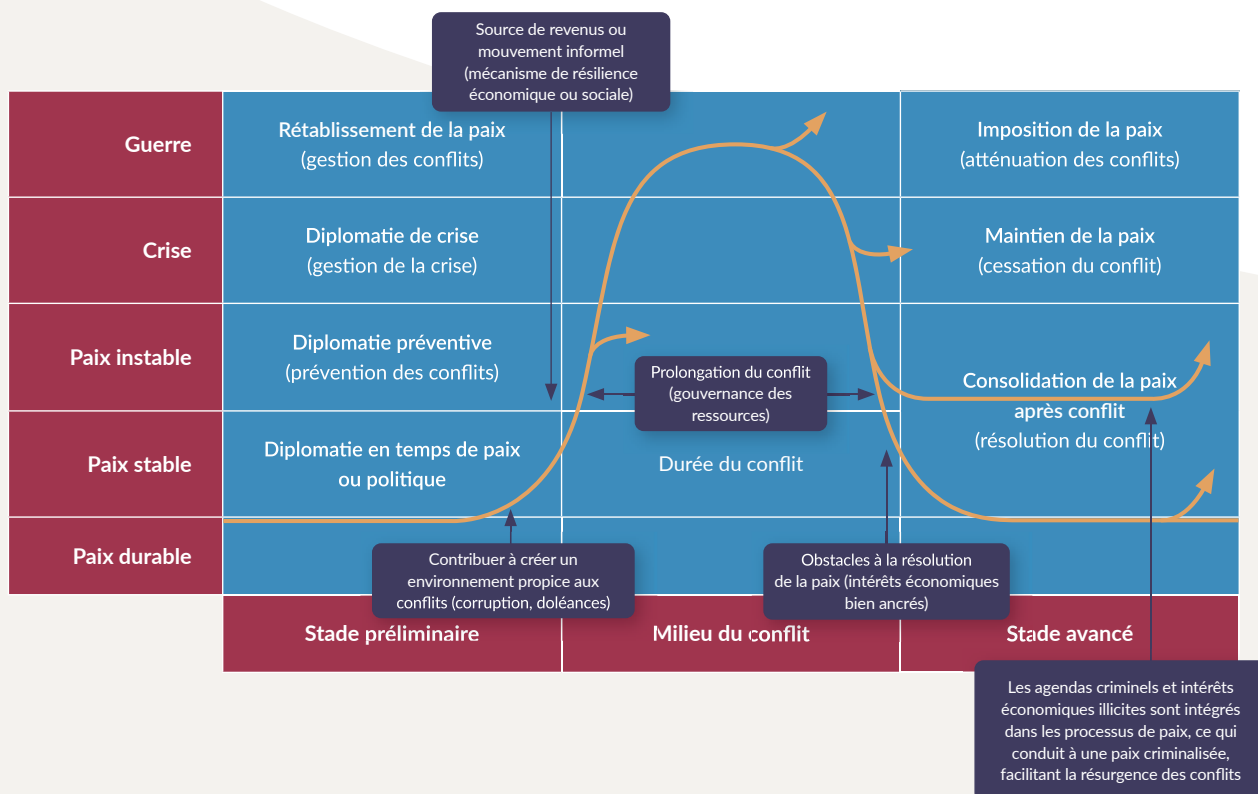 Source de revenus ou
mouvement informel
(mécanisme de résilience
économique ou sociale)
Guerre
Rétablissement de la paix
(gestion des conflits)
Imposition de la paix
(atténuation des conflits)
Crise
Diplomatie de crise
(gestion de la crise)
Maintien de la paix
(cessation du conflit)
Paix instable
Diplomatie préventive
(prévention des conflits)
Prolongation du conflit
(gouvernance des
ressources)
Consolidation de la paix
après conflit
(résolution du conflit)
Paix stable
Diplomatie en temps de paix
ou politique
Durée du conflit
Paix durable
Contribuer à créer un
environnement propice aux
conflits (corruption, doléances)
Obstacles à la résolution
de la paix (intérêts économiques
bien ancrés)
Stade préliminaire
Milieu du conflit
Stade avancé
Les agendas criminels et intérêts
économiques illicites sont intégrés
dans les processus de paix, ce qui
conduit à une paix criminalisée,
facilitant la résurgence des conflits